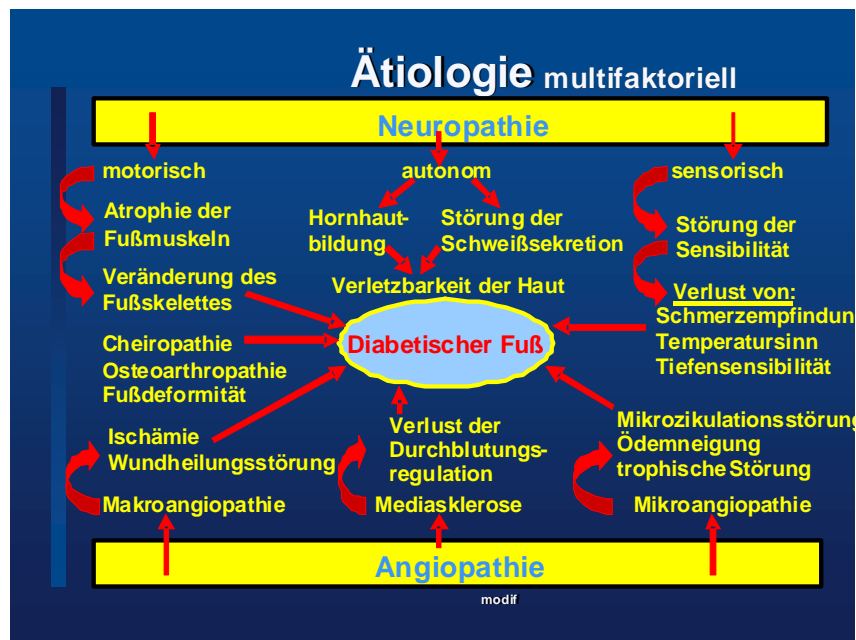 Ätiologie multifaktoriell
Neuropathie
motorisch
autonom
sensorisch
Atrophie der
Fußmuskeln
Hornhaut-
bildung
Störung der
Schweißsekretion
Störung der
Sensibilität
Veränderung des
Fußskelettes
Verletzbarkeit der Haut
Verlust von:
Schmerzempfindun
Temperatursinn
Tiefensensibilität
Diabetischer Fuß
Cheiropathie
Osteoarthropathie
Fußdeformität
Ischämie
Wundheilungsstörung
Verlust der
Durchblutungs-
regulation
Mikrozikulationsstörung
Ödemneigung
trophische Störung
Makroangiopathie
Mediasklerose
Mikroangiopathie
Angiopathie
modif